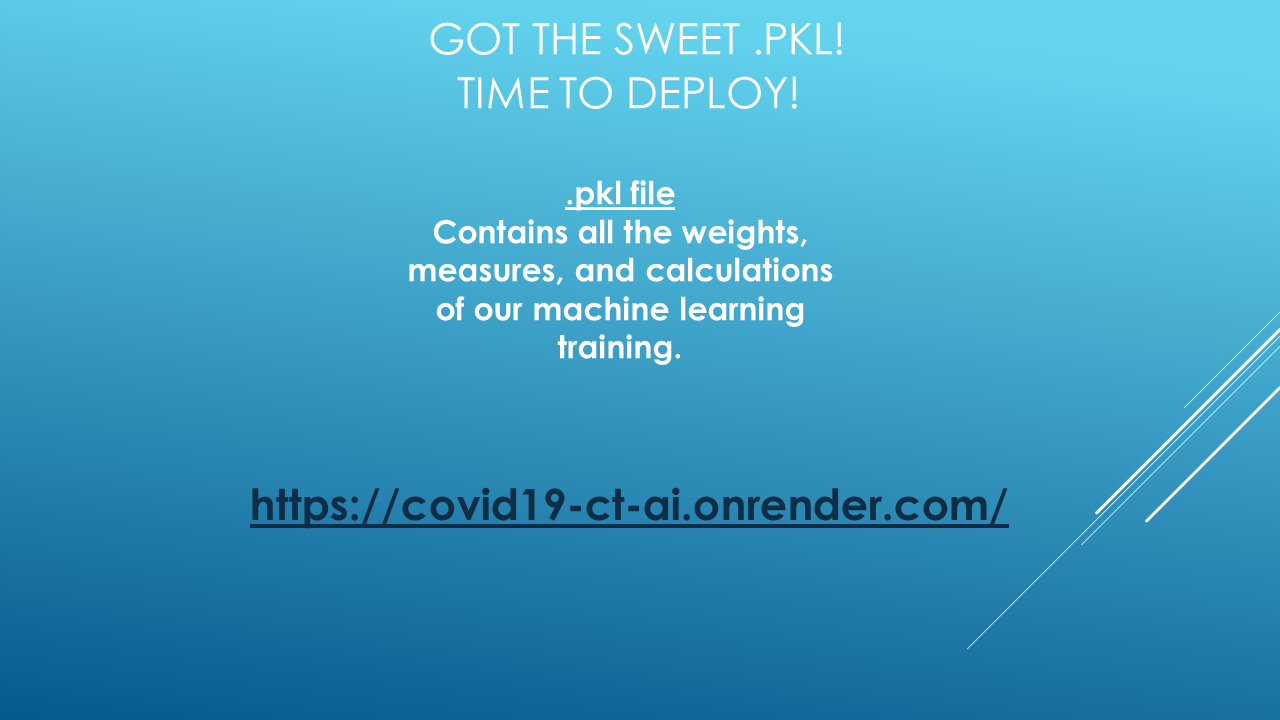 GOT THE SWEET .PKL!
TIME TO DEPLOY!
.pkl file
Contains all the weights,
measures, and calculations
of our machine learning
training.
https://covid19-ct-ai.onrender.com/